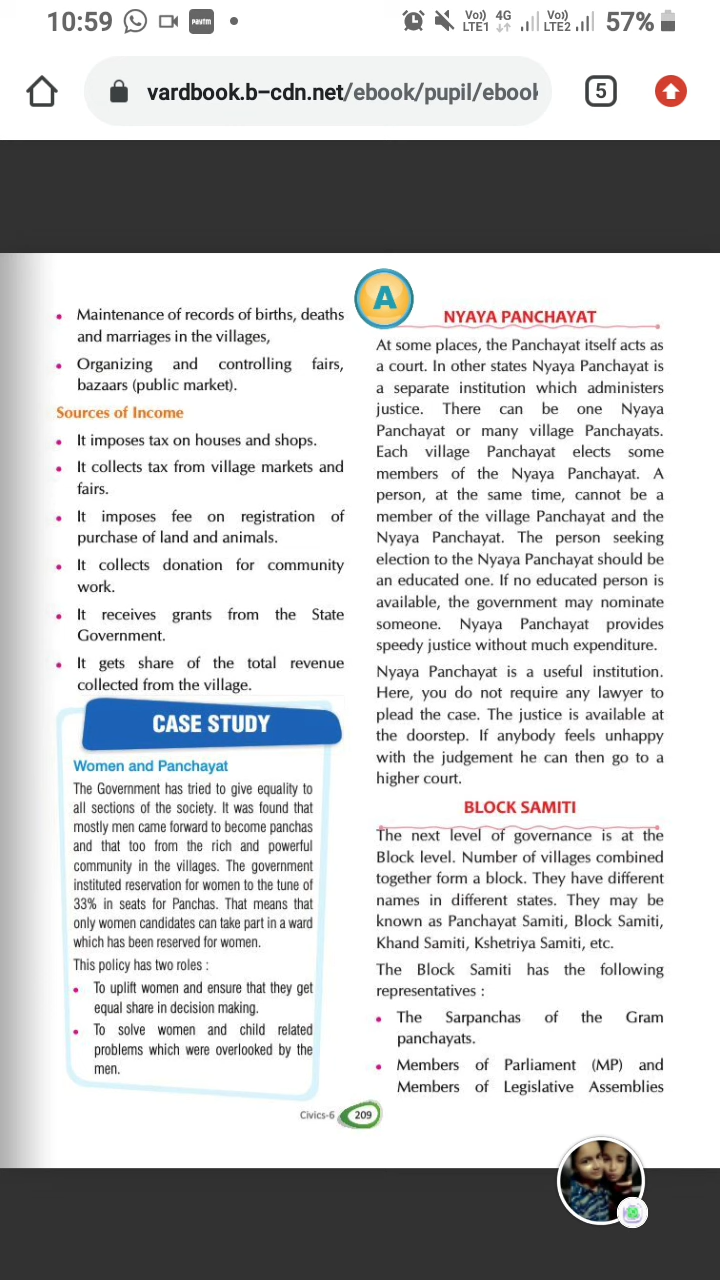 10:59
Paytm
Vo)) LTE1 4G Vo)) LTE2 57%
vardbook.b-cdn.net/ebook/pupil/ebook
5
• Maintenance of records of births, deaths
and marriages in the villages,
• Organizing and controlling fairs,
bazaars (public market).
Sources of Income
• It imposes tax on houses and shops.
• It collects tax from village markets and
fairs.
• It imposes fee on registration of
purchase of land and animals.
• It collects donation for community
work.
• It receives grants from the State
Government.
• It gets share of the total revenue
collected from the village.
CASE STUDY
Women and Panchayat
The Government has tried to give equality to
all sections of the society. It was found that
mostly men came forward to become panchas
and that too from the rich and powerful
community in the villages. The government
instituted reservation for women to the tune of
33% in seats for Panchas. That means that
only women candidates can take part in a ward
which has been reserved for women.
This policy has two roles :
• To uplift women and ensure that they get
equal share in decision making.
• To solve women and child related
problems which were overlooked by the
men.
A
NYAYA PANCHAYAT
At some places, the Panchayat itself acts as
a court. In other states Nyaya Panchayat is
a separate institution which administers
justice. There can be one Nyaya
Panchayat or many village Panchayats.
Each village Panchayat elects some
members of the Nyaya Panchayat. A
person, at the same time, cannot be a
member of the village Panchayat and the
Nyaya Panchayat. The person seeking
election to the Nyaya Panchayat should be
an educated one. If no educated person is
available, the government may nominate
someone. Nyaya Panchayat provides
speedy justice without much expenditure.
Nyaya Panchayat is a useful institution.
Here, you do not require any lawyer to
plead the case. The justice is available at
the doorstep. If anybody feels unhappy
with the judgement he can then go to a
higher court.
BLOCK SAMITI
The next level of governance is at the
Block level. Number of villages combined
together form a block. They have different
names in different states. They may be
known as Panchayat Samiti, Block Samiti,
Khand Samiti, Kshetriya Samiti, etc.
The Block Samiti has the following
representatives :
• The Sarpanchas of the Gram
panchayats.
• Members of Parliament (MP) and
Members of Legislative Assemblies
Civics-6 209